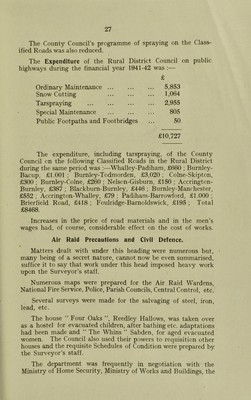 27
The County Council's programme of spraying on the Class-
ified Roads was also reduced.
The Expenditure of the Rural District Council on public
highways during the financial year 1941-42 was :—
£
Ordinary Maintenance ... ... ... 5,853
Snow Cutting ... ... ... 1,064
Tarspraying ... ... ... ... 2,955
Special Maintenance ... ... ... 805
Public Footpaths and Footbridges ... 50
£10,727
The expenditure, including tarspraying, of the County
Council on the following Classified Roads in the Rural District
during the same period was :—Whalley-Padiham, £660 ; Burnley-
Bacup, £1,001 ; Burnley-Todmorden, £3,020 ; Colne-Skipton,
£300 ; Burnley-Colne, £200 ; Nelson-Gisburn, £150 ; Accrington-
Burnley, £387 ; Blackburn-Burnley, £446 ; Burnley-Manchester,
£552 ; Accrington-Whalley, £79 ; Padiham-Barrowford, £1,000 ;
Brierfield Road, £418 ; Foulridge-Barnoldswick, £195 ; Total
£8468.
Increases in the price of road materials and in the men's
wages had, of course, considerable effect on the cost of works.
Air Raid Precautions and Civil Defence.
Matters dealt with under this heading were numerous but,
many being of a secret nature, cannot now be even summarised,
suffice it to say that work under this head imposed heavy work
upon the Surveyor's staff.
Numerous maps were prepared for the Air Raid Wardens,
National Fire Service, Police, Parish Councils, Central Control, etc.
Several surveys were made for the salvaging of steel, iron,
lead, etc.
The house " Four Oaks ", Reedley Hallows, was taken over
as a hostel for evacuated children, after bathing etc. adaptations
had been made and " The Whins " Sabden, for aged evacuated
women. The Council also used their powers to requisition other
houses and the requisite Schedules of Condition were prepared by
the Surveyor's staff.
The department was frequently in negotiation with the
Ministry of Home Security, Ministry of Works and Buildings, the